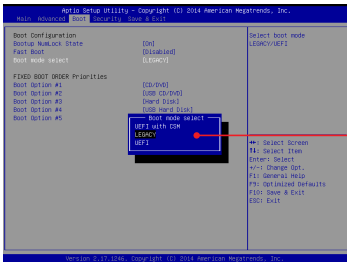 Aptio Setup Utility – Copyright (C) 2014 American Megatrends, Inc.
Main Advanced Boot Security Save & Exit
Boot Configuration
Bootup NumLock State [On]
Fast Boot [Disabled]
Boot mode select [LEGACY]
FIXED BOOT ORDER Priorities
Boot Option #1 [CD/DVD]
Boot Option #2 [USB CD/DVD]
Boot Option #3 [Hard Disk]
Boot Option #4 [USB Hard Disk]
Boot Option #5
Boot mode select
UEFI with CSM
LEGACY
UEFI
Select boot mode
LEGACY/UEFI
→←: Select Screen
↑↓: Select Item
Enter: Select
+/-: Change Opt.
F1: General Help
F9: Optimized Defaults
F10: Save & Exit
ESC: Exit
Version 2.17.1246. Copyright (C) 2014 American Megatrends, Inc.